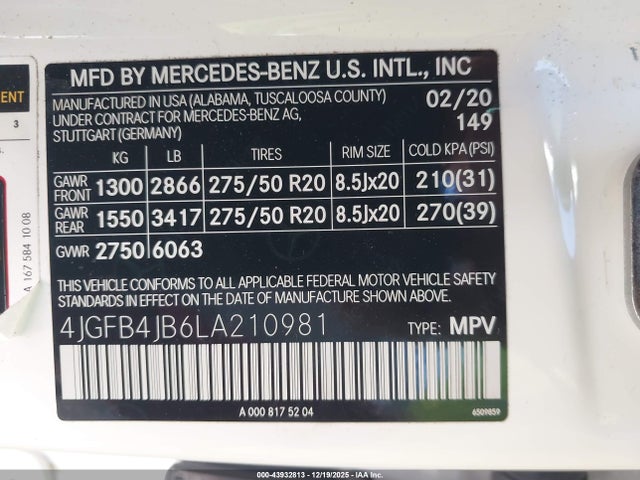 MFD BY MERCEDES-BENZ U.S. INTL., INC
MANUFACTURED IN USA (ALABAMA, TUSCALOOSA COUNTY) 02/20
UNDER CONTRACT FOR MERCEDES-BENZ AG, 149
STUTTGART (GERMANY)
KG LB TIRES RIM SIZE COLD KPA (PSI)
GAWR FRONT 1300 2866 275/50 R20 8.5Jx20 210(31)
GAWR REAR 1550 3417 275/50 R20 8.5Jx20 270(39)
GVWR 2750 6063
THIS VEHICLE CONFORMS TO ALL APPLICABLE FEDERAL MOTOR VEHICLE SAFETY
STANDARDS IN EFFECT ON THE DATE OF MANUFACTURE SHOWN ABOVE.
4JGFB4JB6LA210981 TYPE: MPV
A 000 817 52 04
6509859
3
A 167 584 10 08
000-43932813 - 12/19/2025 - IAA Inc.